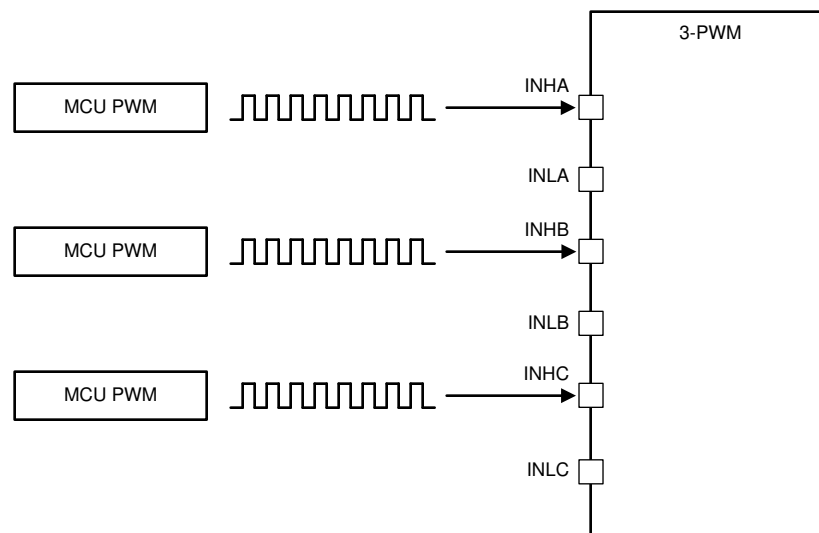 3-PWM
INHA
MCU PWM
INLA
INHB
MCU PWM
INLB
INHC
MCU PWM
INLC